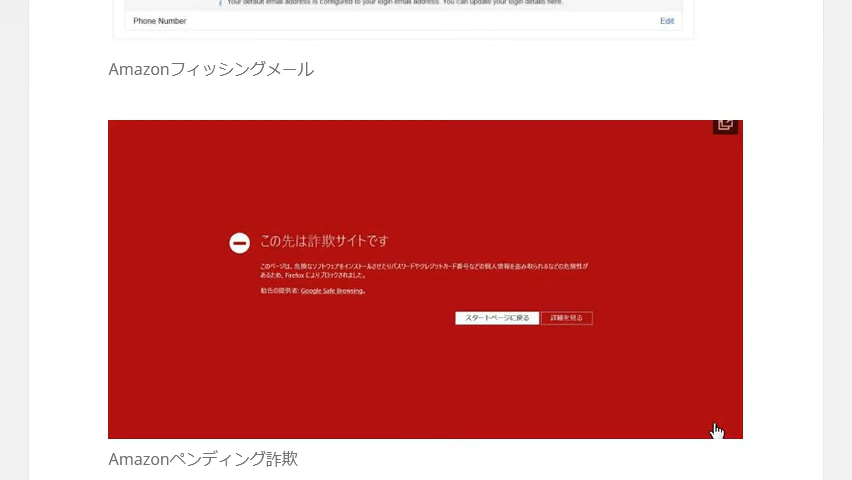 Your default email address is configured to your login email address. You can update your login details here.
Phone Number
Edit
Amazonフィッシングメール
この先は詐欺サイトです
このページは、危険なソフトウェアをインストールさせたりパスワードやクレジットカード番号などの個人情報を盗み取られるなどの危険性が
あるため、Firefox によりブロックされました。
勧告の提供者: Google Safe Browsing。
スタートページに戻る
詳細を見る
Amazonペンディング詐欺